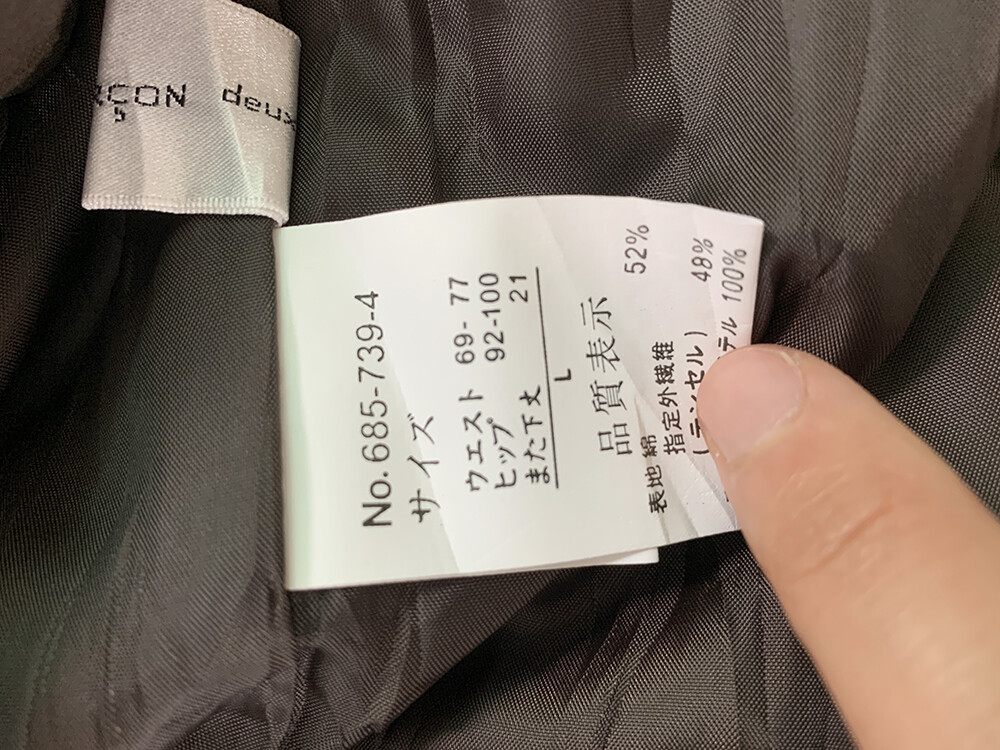 ÇON deux
No.685-739-4
サイズ
ウエスト 69- 77
ヒップ 92-100
また下丈 21
L
品質表示
表地 綿 52%
指定外繊維
(テンセル) 48%
テル 100%